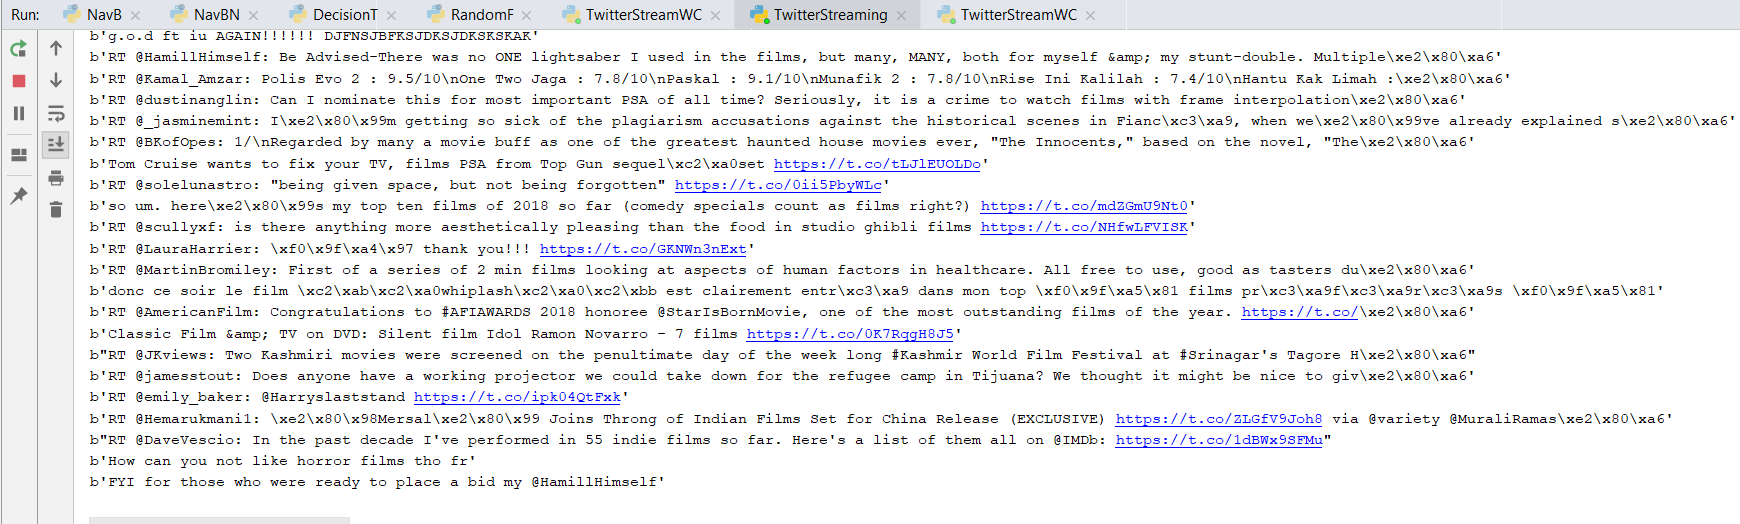 Run: NavB NavBN DecisionT RandomF TwitterStreamWC TwitterStreaming TwitterStreamWC
b'g.o.d ft iu AGAIN!!!!!! DJFNSJBFKSJDKSJDKSKSKAK'
b'RT @HamillHimself: Be Advised-There was no ONE lightsaber I used in the films, but many, MANY, both for myself &amp; my stunt-double. Multiple\xe2\x80\xa6'
b'RT @Kamal_Amzar: Polis Evo 2 : 9.5/10\nOne Two Jaga : 7.8/10\nPaskal : 9.1/10\nMunafik 2 : 7.8/10\nRise Ini Kalilah : 7.4/10\nHantu Kak Limah :\xe2\x80\xa6'
b'RT @dustinanglin: Can I nominate this for most important PSA of all time? Seriously, it is a crime to watch films with frame interpolation\xe2\x80\xa6'
b'RT @_jasminemint: I\xe2\x80\x99m getting so sick of the plagiarism accusations against the historical scenes in Fianc\xc3\xa9, when we\xe2\x80\x99ve already explained s\xe2\x80\xa6'
b'RT @BKofOpes: 1/\nRegarded by many a movie buff as one of the greatest haunted house movies ever, "The Innocents," based on the novel, "The\xe2\x80\xa6'
b'Tom Cruise wants to fix your TV, films PSA from Top Gun sequel\xc2\xa0set https://t.co/tLJlEUOLDo'
b'RT @solelunastro: "being given space, but not being forgotten" https://t.co/0ii5PbyWLc'
b'so um. here\xe2\x80\x99s my top ten films of 2018 so far (comedy specials count as films right?) https://t.co/mdZGmU9Nt0'
b'RT @scullyxf: is there anything more aesthetically pleasing than the food in studio ghibli films https://t.co/NHfwLFVISK'
b'RT @LauraHarrier: \xf0\x9f\xa4\x97 thank you!!! https://t.co/GKNWn3nExt'
b'RT @MartinBromiley: First of a series of 2 min films looking at aspects of human factors in healthcare. All free to use, good as tasters du\xe2\x80\xa6'
b'donc ce soir le film \xc2\xab\xc2\xa0whiplash\xc2\xa0\xc2\xbb est clairement entr\xc3\xa9 dans mon top \xf0\x9f\xa5\x81 films pr\xc3\xa9f\xc3\xa9r\xc3\xa9s \xf0\x9f\xa5\x81'
b'RT @AmericanFilm: Congratulations to #AFIAWARDS 2018 honoree @StarIsBornMovie, one of the most outstanding films of the year. https://t.co/\xe2\x80\xa6'
b'Classic Film &amp; TV on DVD: Silent film Idol Ramon Novarro - 7 films https://t.co/0K7RqgH8J5'
b"RT @JKviews: Two Kashmiri movies were screened on the penultimate day of the week long #Kashmir World Film Festival at #Srinagar's Tagore H\xe2\x80\xa6"
b'RT @jamesstout: Does anyone have a working projector we could take down for the refugee camp in Tijuana? We thought it might be nice to giv\xe2\x80\xa6'
b'RT @emily_baker: @Harryslaststand https://t.co/ipk04QtFxk'
b'RT @Hemarukmani1: \xe2\x80\x98Mersal\xe2\x80\x99 Joins Throng of Indian Films Set for China Release (EXCLUSIVE) https://t.co/ZLGfV9Joh8 via @variety @MuraliRamas\xe2\x80\xa6'
b"RT @DaveVescio: In the past decade I've performed in 55 indie films so far. Here's a list of them all on @IMDb: https://t.co/1dBWx9SFMu"
b'How can you not like horror films tho fr'
b'FYI for those who were ready to place a bid my @HamillHimself'